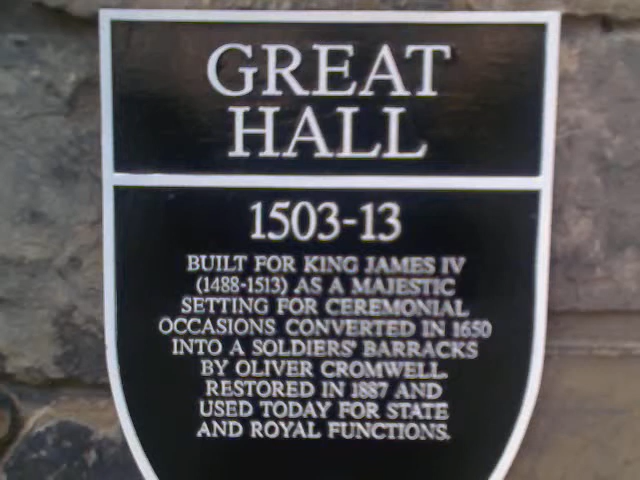 GREAT
HALL
1503-13
BUILT FOR KING JAMES IV
(1488-1513) AS A MAJESTIC
SETTING FOR CEREMONIAL
OCCASIONS CONVERTED IN 1650
INTO A SOLDIERS' BARRACKS
BY OLIVER CROMWELL.
RESTORED IN 1887 AND
USED TODAY FOR STATE
AND ROYAL FUNCTIONS.